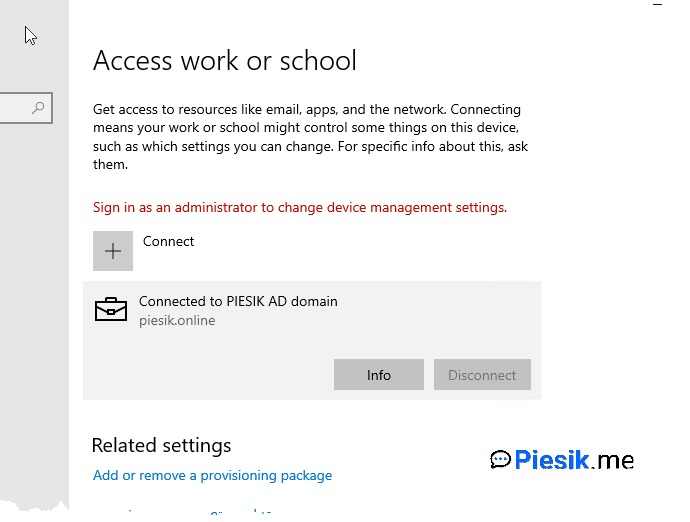 Access work or school
Get access to resources like email, apps, and the network. Connecting
means your work or school might control some things on this device,
such as which settings you can change. For specific info about this, ask
them.
Sign in as an administrator to change device management settings.
Connect
Connected to PIESIK AD domain
piesik.online
Info
Disconnect
Related settings
Piesik.me
Add or remove a provisioning package